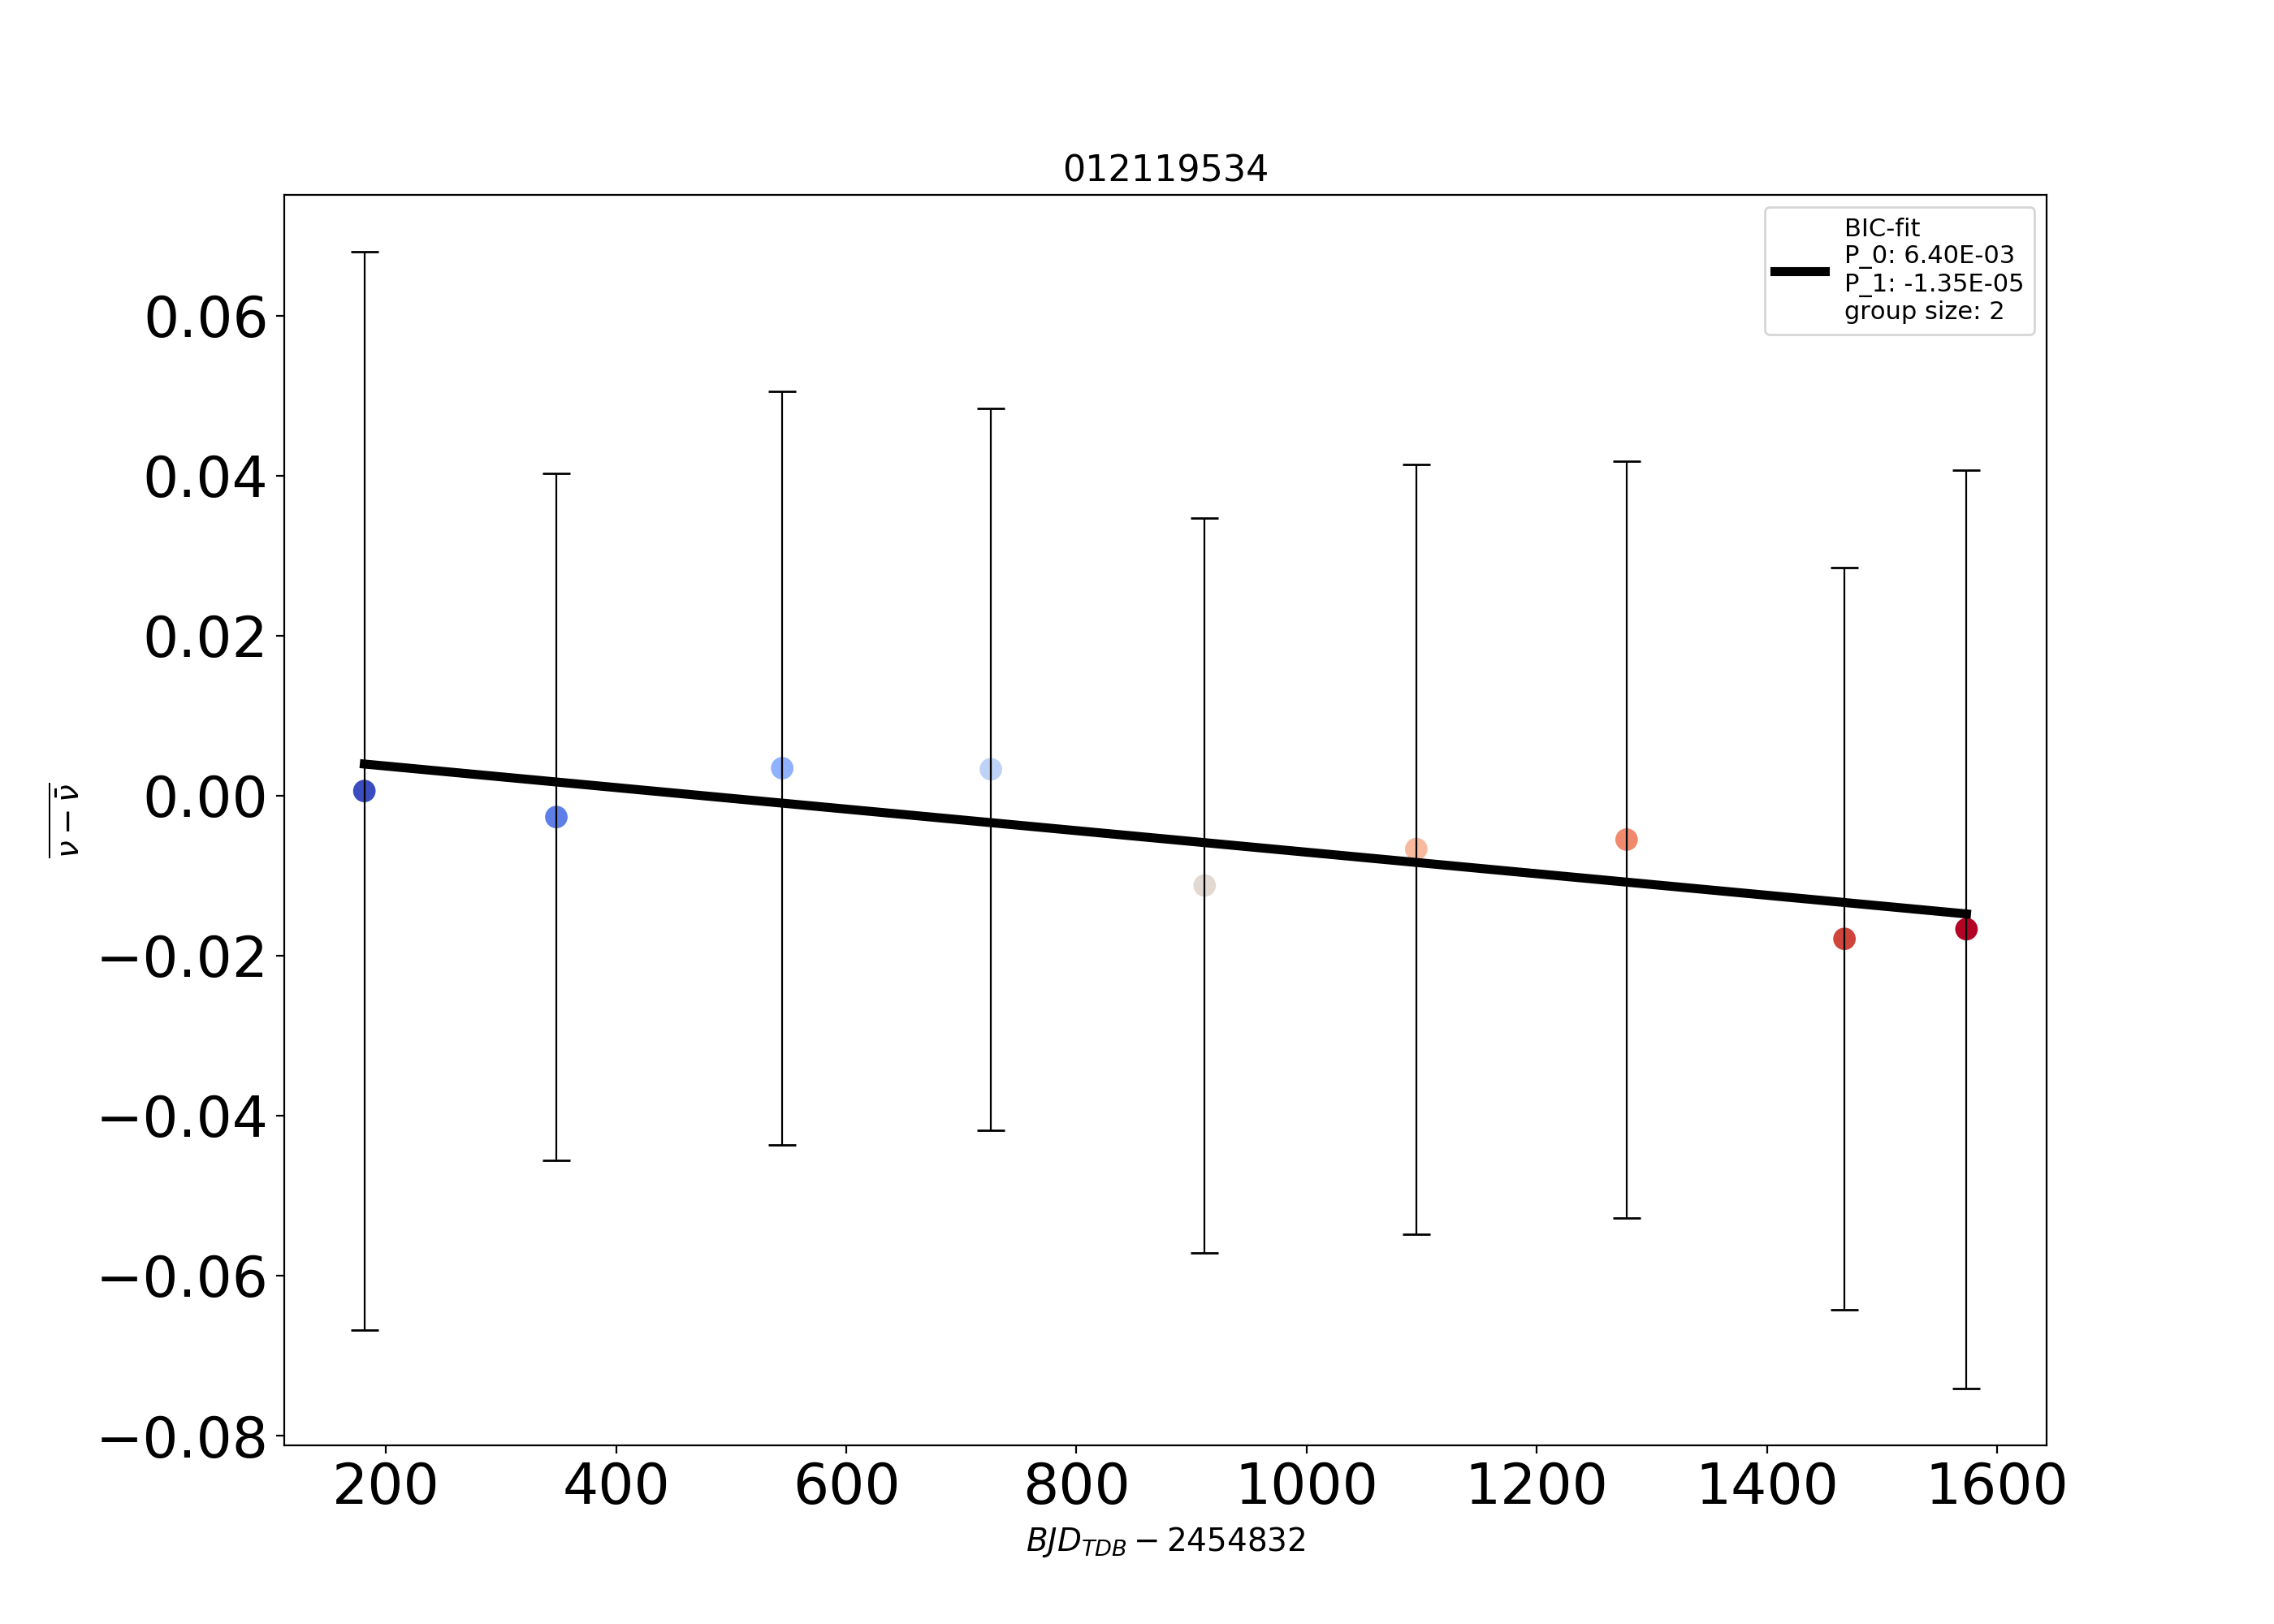 012119534
BIC-fit
P_0: 6.40E-03
P_1: -1.35E-05
group size: 2
0.06
0.04
0.02
0.00
−0.02
−0.04
−0.06
−0.08
ν − ν̄
200 400 600 800 1000 1200 1400 1600
BJD_TDB − 2454832